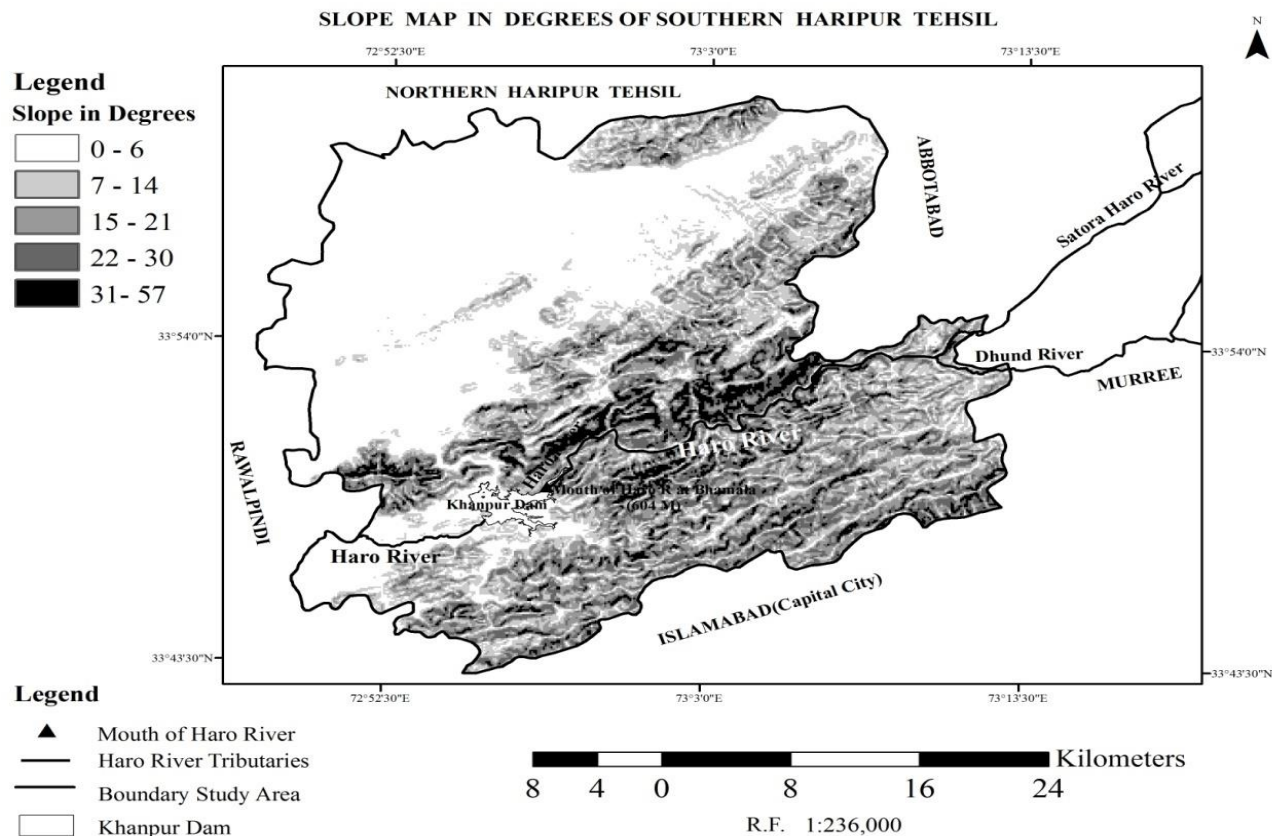 SLOPE MAP IN DEGREES OF SOUTHERN HARIPUR TEHSIL
N
72°52'30"E
73°3'0"E
73°13'30"E
Legend
Slope in Degrees
0 - 6
7 - 14
15 - 21
22 - 30
31- 57
NORTHERN HARIPUR TEHSIL
ABBOTABAD
Satora Haro River
33°54'0"N
33°54'0"N
Dhund River
MURREE
Haro River
Haro River
RAWALPINDI
Mouth of Haro R at Bhamala
(604 M)
Khanpur Dam
Haro River
ISLAMABAD(Capital City)
33°43'30"N
33°43'30"N
72°52'30"E
73°3'0"E
73°13'30"E
Legend
Mouth of Haro River
Haro River Tributaries
Boundary Study Area
Khanpur Dam
Kilometers
8 4 0 8 16 24
R.F. 1:236,000